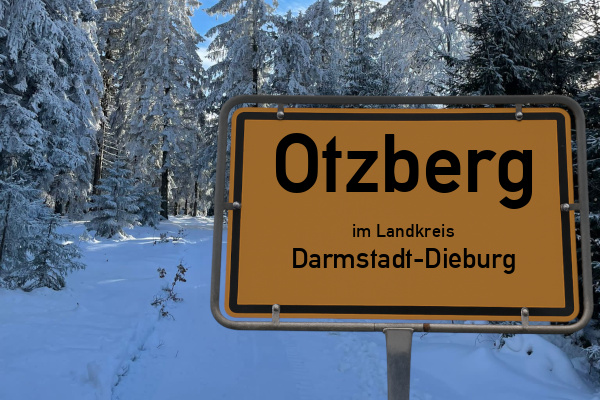 Otzberg
im Landkreis
Darmstadt-Dieburg